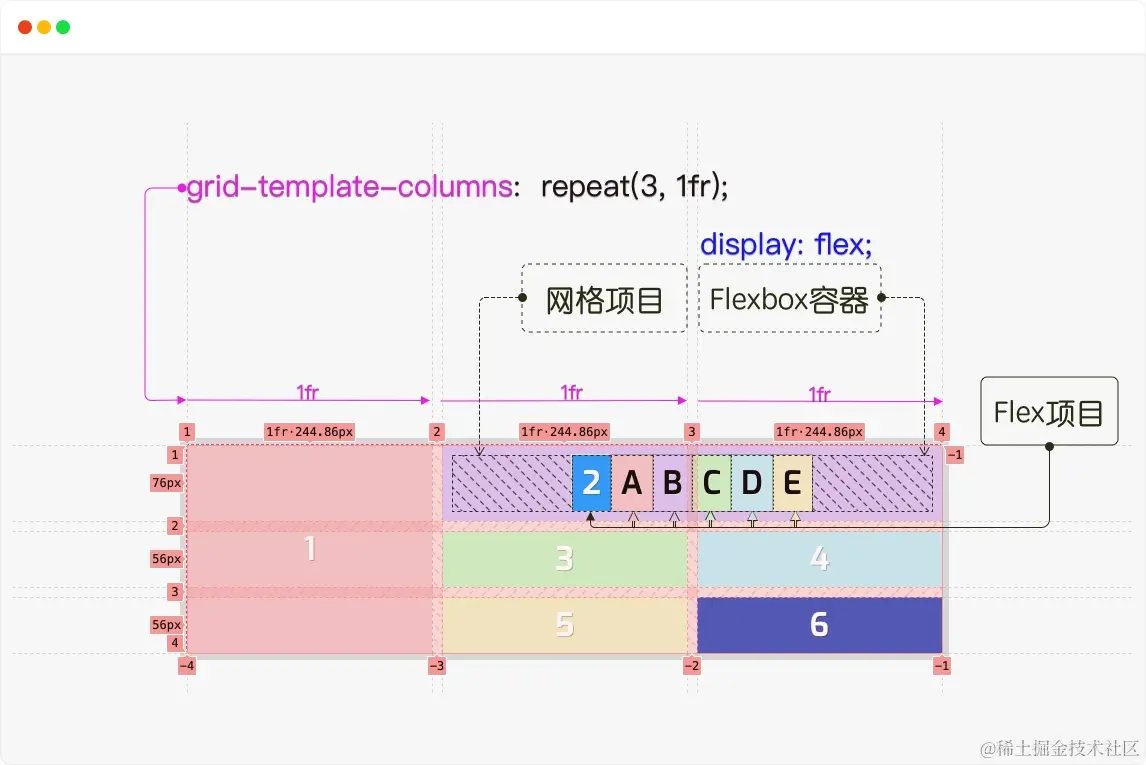 grid-template-columns: repeat(3, 1fr);
display: flex;
网格项目
Flexbox容器
Flex项目
1fr
1fr
1fr
1
1fr·244.86px
2
1fr·244.86px
3
1fr·244.86px
4
1
-1
76px
2 A B C D E
2
1
56px
3
4
3
56px
5
6
4
-4
-3
-2
-1
@稀土掘金技术社区